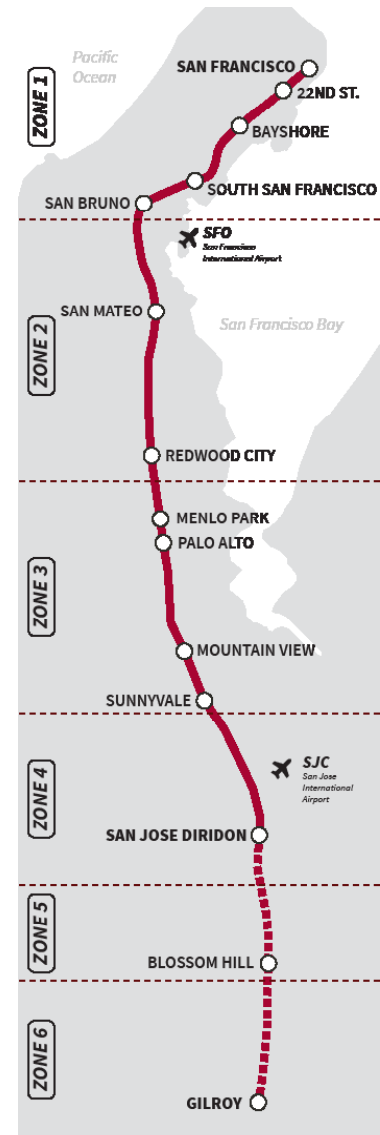 Pacific
Ocean
ZONE 1
SAN FRANCISCO
22ND ST.
BAYSHORE
SOUTH SAN FRANCISCO
SAN BRUNO
SFO
San Francisco
International Airport
ZONE 2
SAN MATEO
San Francisco Bay
REDWOOD CITY
ZONE 3
MENLO PARK
PALO ALTO
MOUNTAIN VIEW
SUNNYVALE
ZONE 4
SJC
San Jose
International
Airport
SAN JOSE DIRIDON
ZONE 5
BLOSSOM HILL
ZONE 6
GILROY